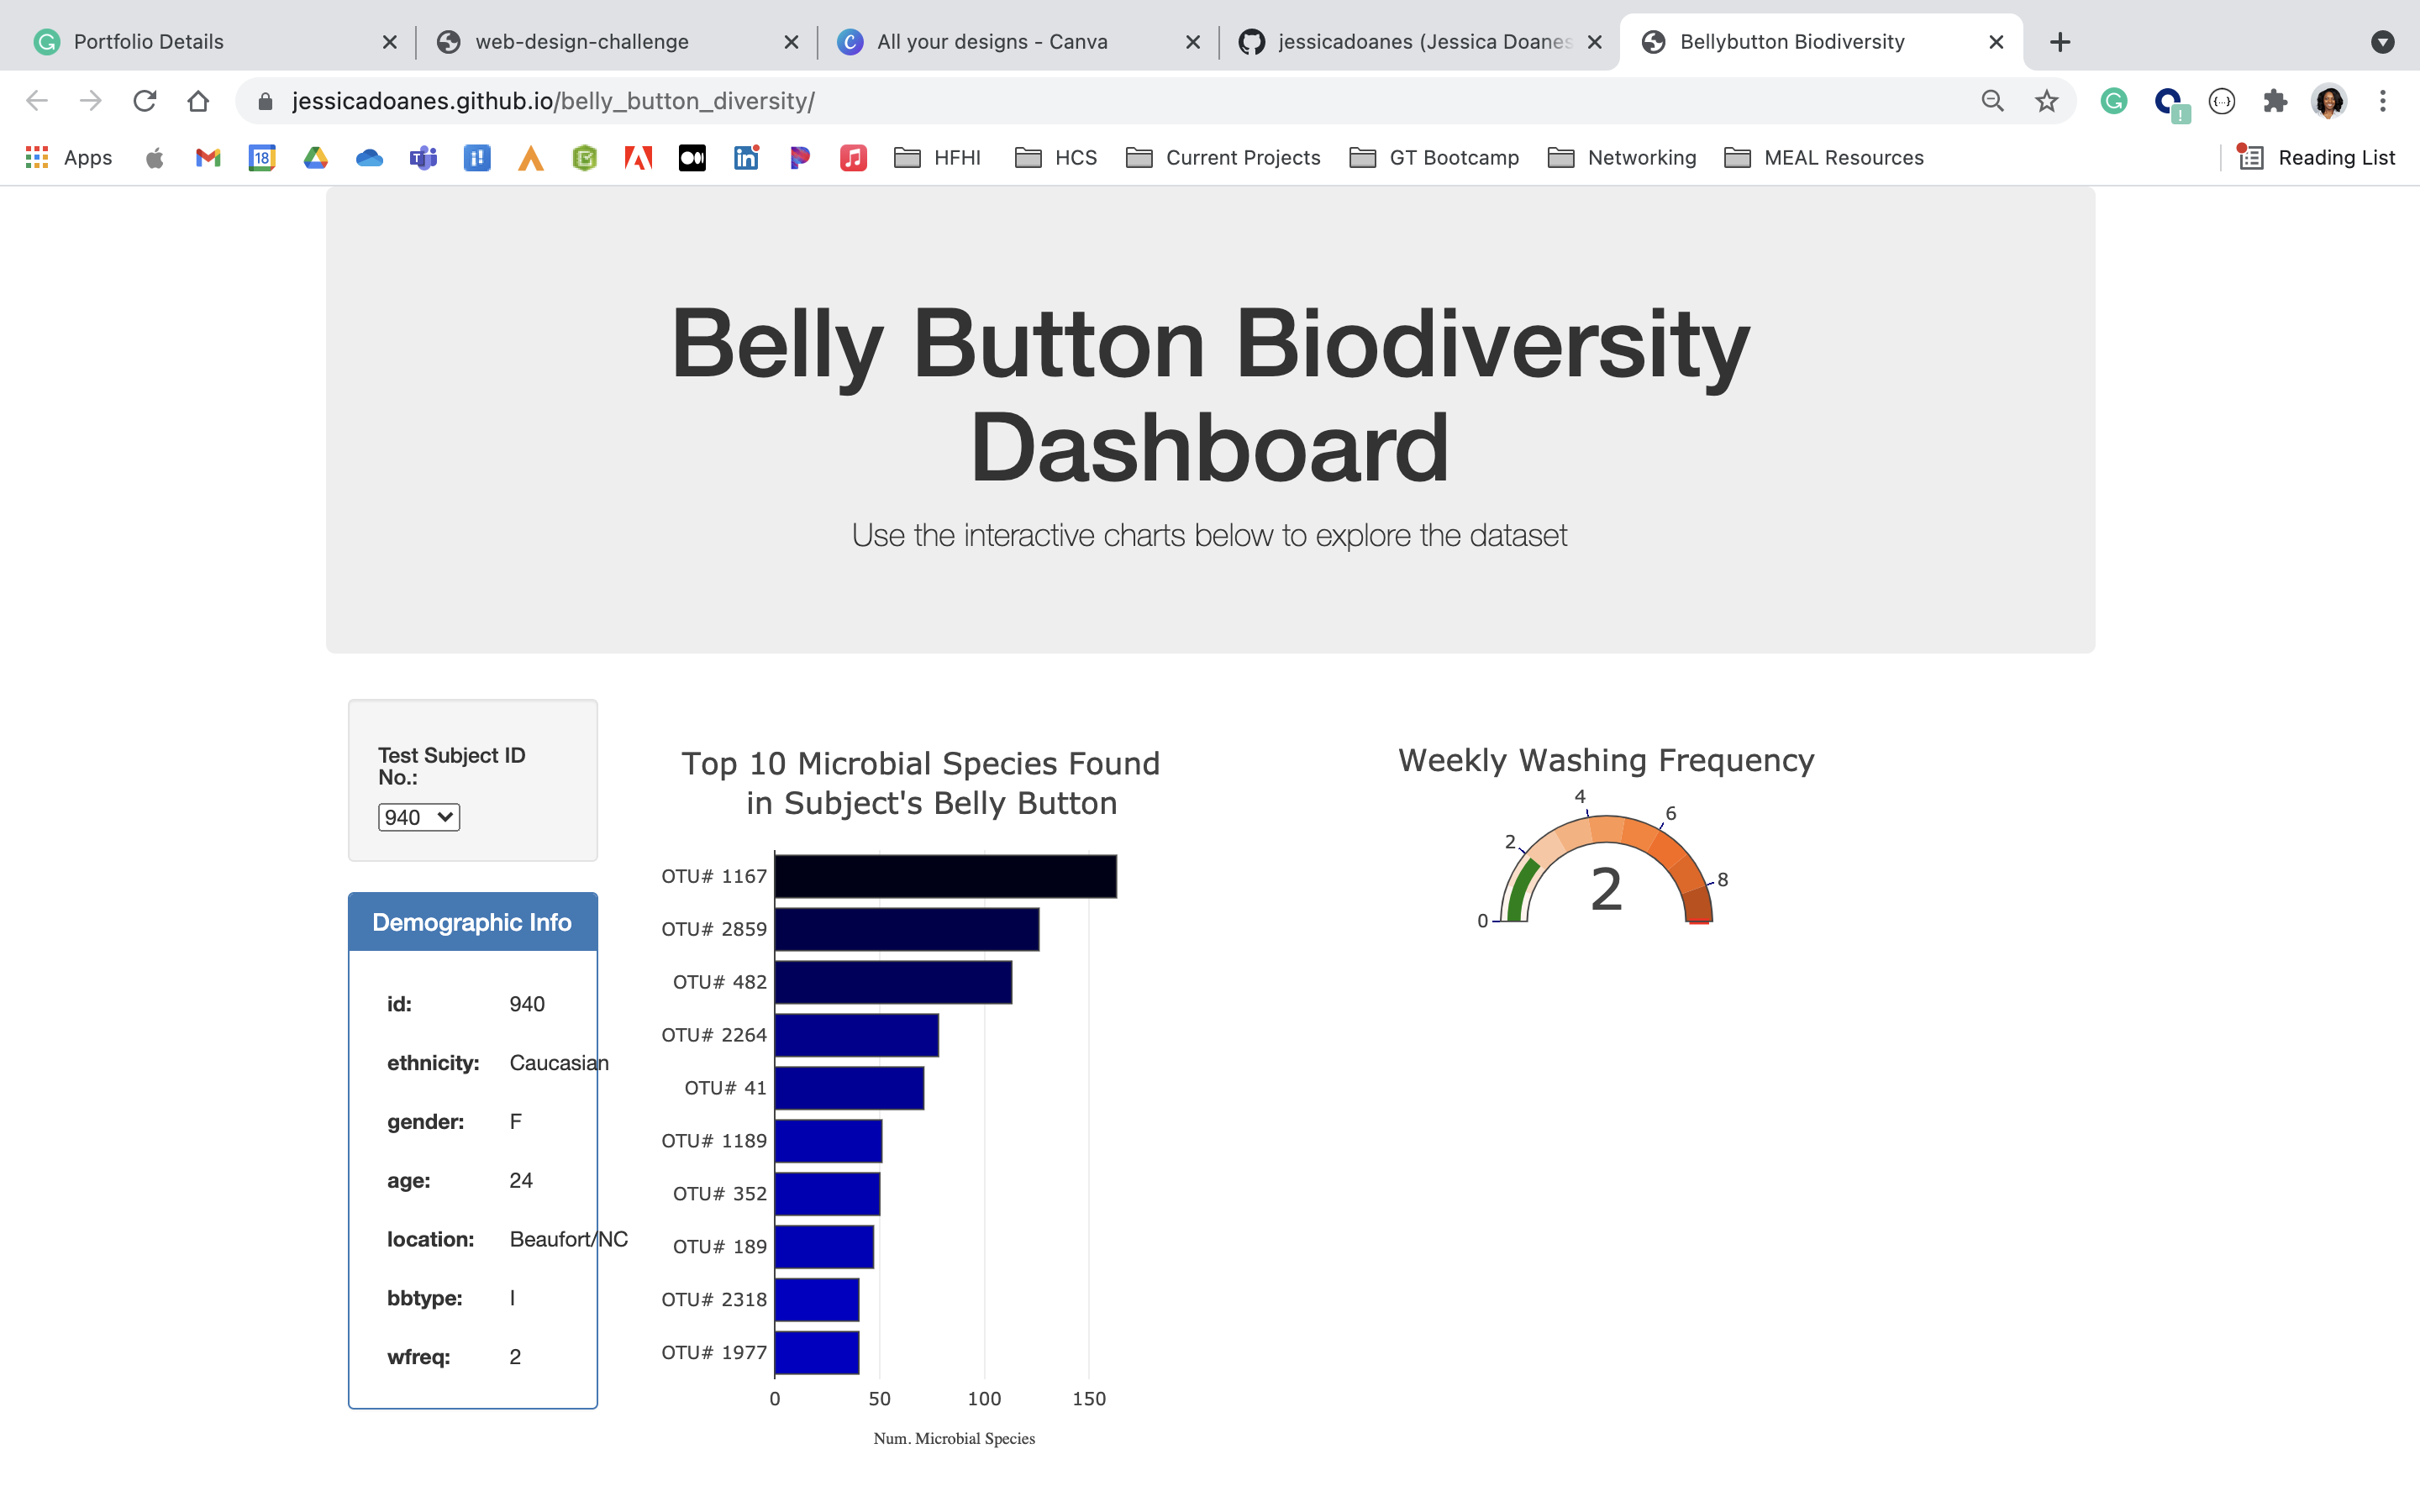 Portfolio Details
web-design-challenge
All your designs - Canva
jessicadoanes (Jessica Doanes
Bellybutton Biodiversity
jessicadoanes.github.io/belly_button_diversity/
Apps
18
HFHI
HCS
Current Projects
GT Bootcamp
Networking
MEAL Resources
Reading List
Belly Button Biodiversity
Dashboard
Use the interactive charts below to explore the dataset
Test Subject ID
No.:
940
Demographic Info
id: 940
ethnicity: Caucasian
gender: F
age: 24
location: Beaufort/NC
bbtype: I
wfreq: 2
Top 10 Microbial Species Found
in Subject's Belly Button
OTU# 1167
OTU# 2859
OTU# 482
OTU# 2264
OTU# 41
OTU# 1189
OTU# 352
OTU# 189
OTU# 2318
OTU# 1977
0 50 100 150
Num. Microbial Species
Weekly Washing Frequency
0 2 4 6 8
2